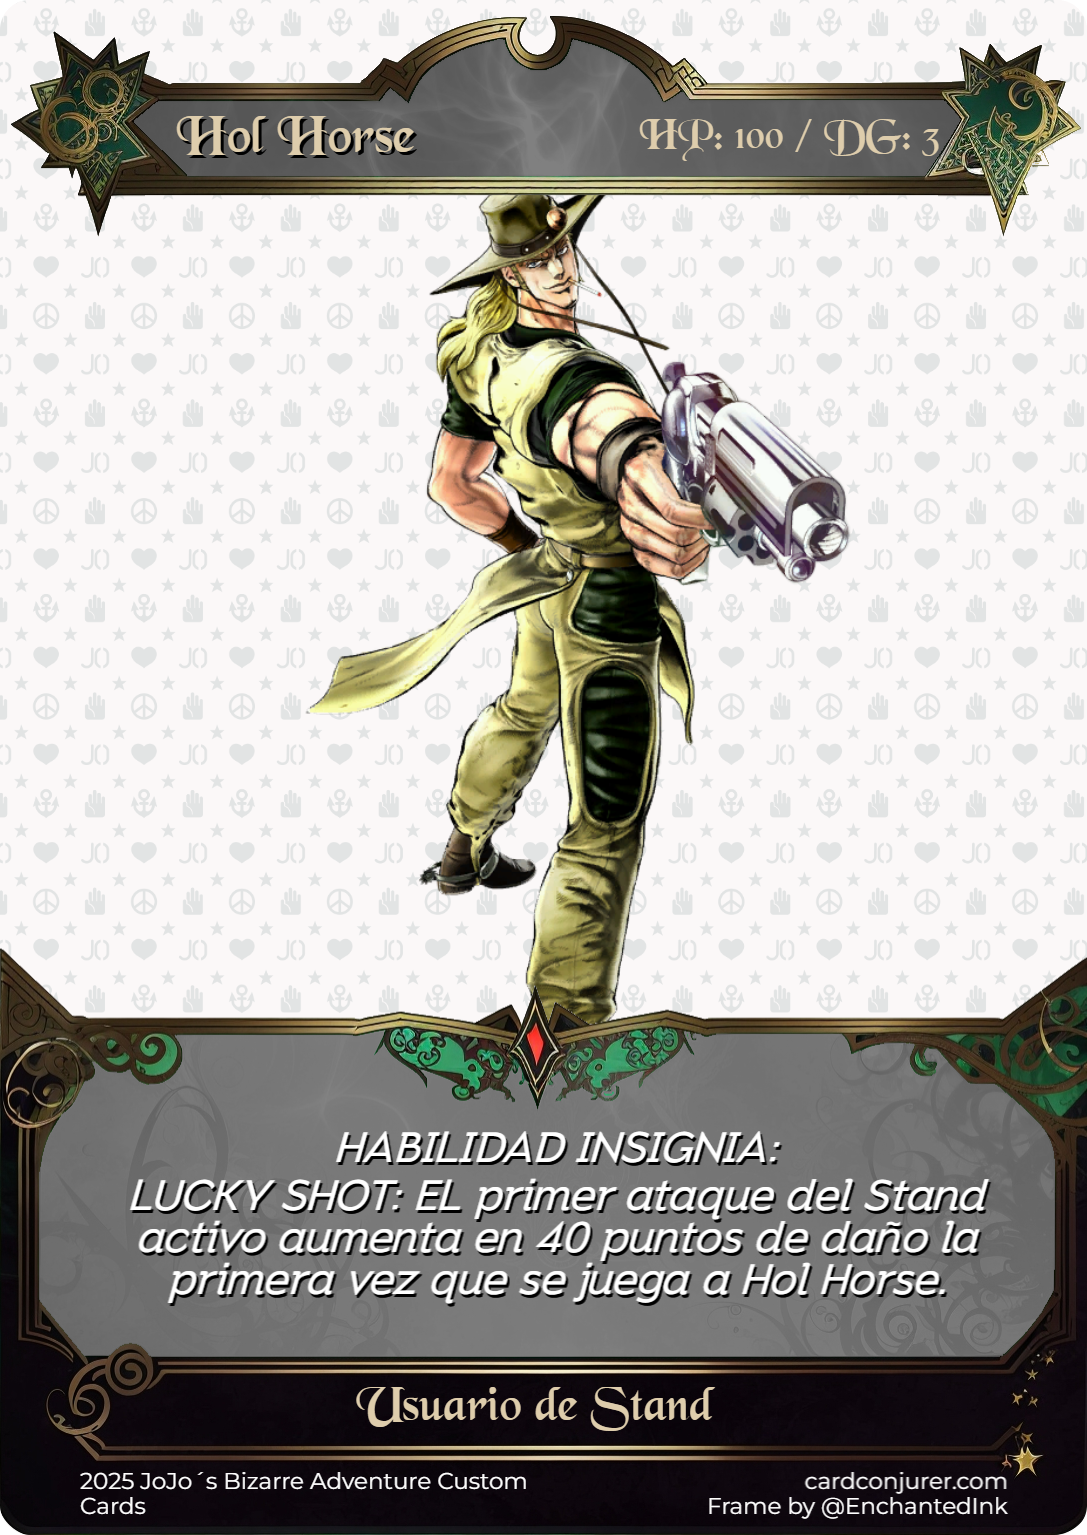 Hol Horse
HP: 100 / DG: 3
HABILIDAD INSIGNIA:
LUCKY SHOT: EL primer ataque del Stand
activo aumenta en 40 puntos de daño la
primera vez que se juega a Hol Horse.
Usuario de Stand
2025 JoJo´s Bizarre Adventure Custom
Cards
cardconjurer.com
Frame by @EnchantedInk